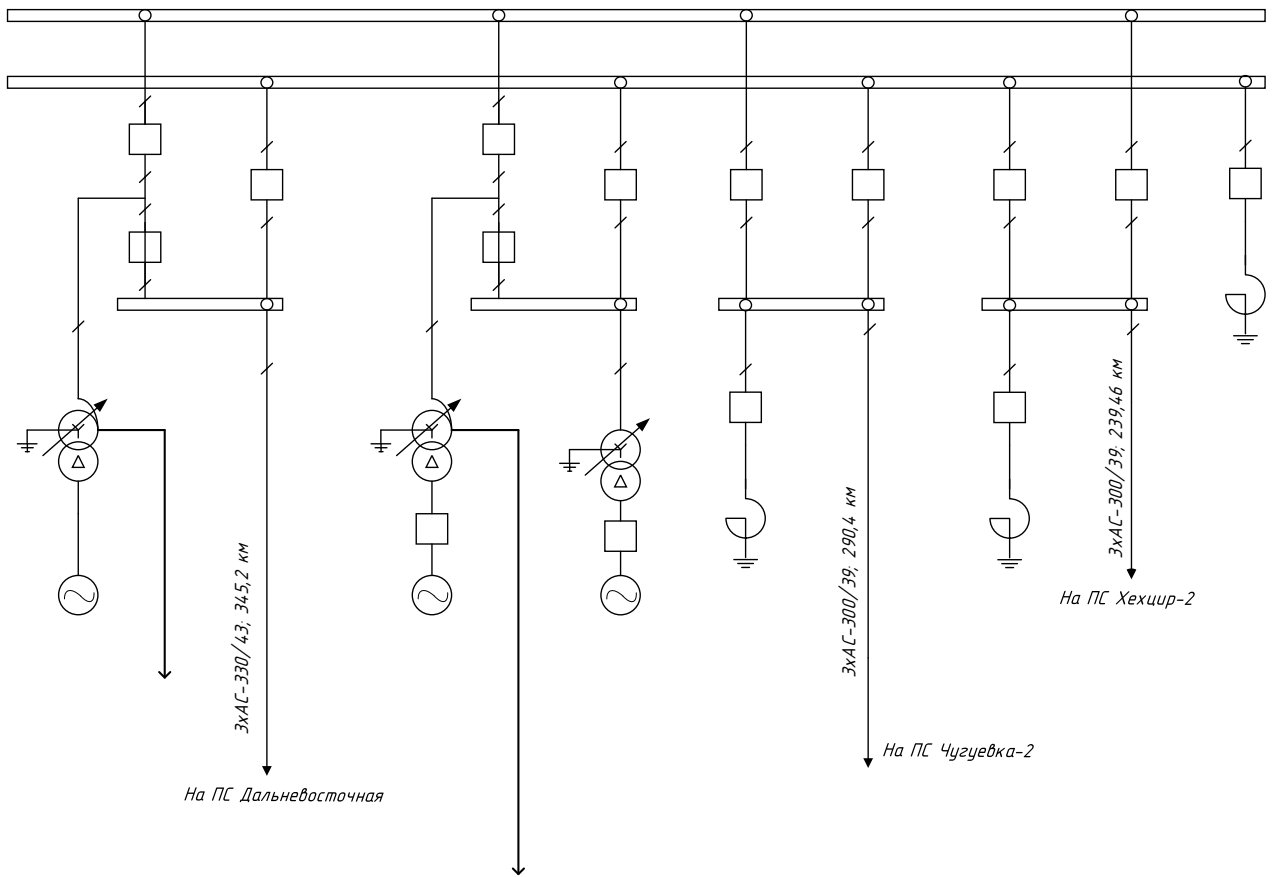 3хАС-330/43; 345,2 км
На ПС Дальневосточная
3хАС-300/39; 290,4 км
На ПС Чугуевка-2
3хАС-300/39; 239,46 км
На ПС Хехцир-2